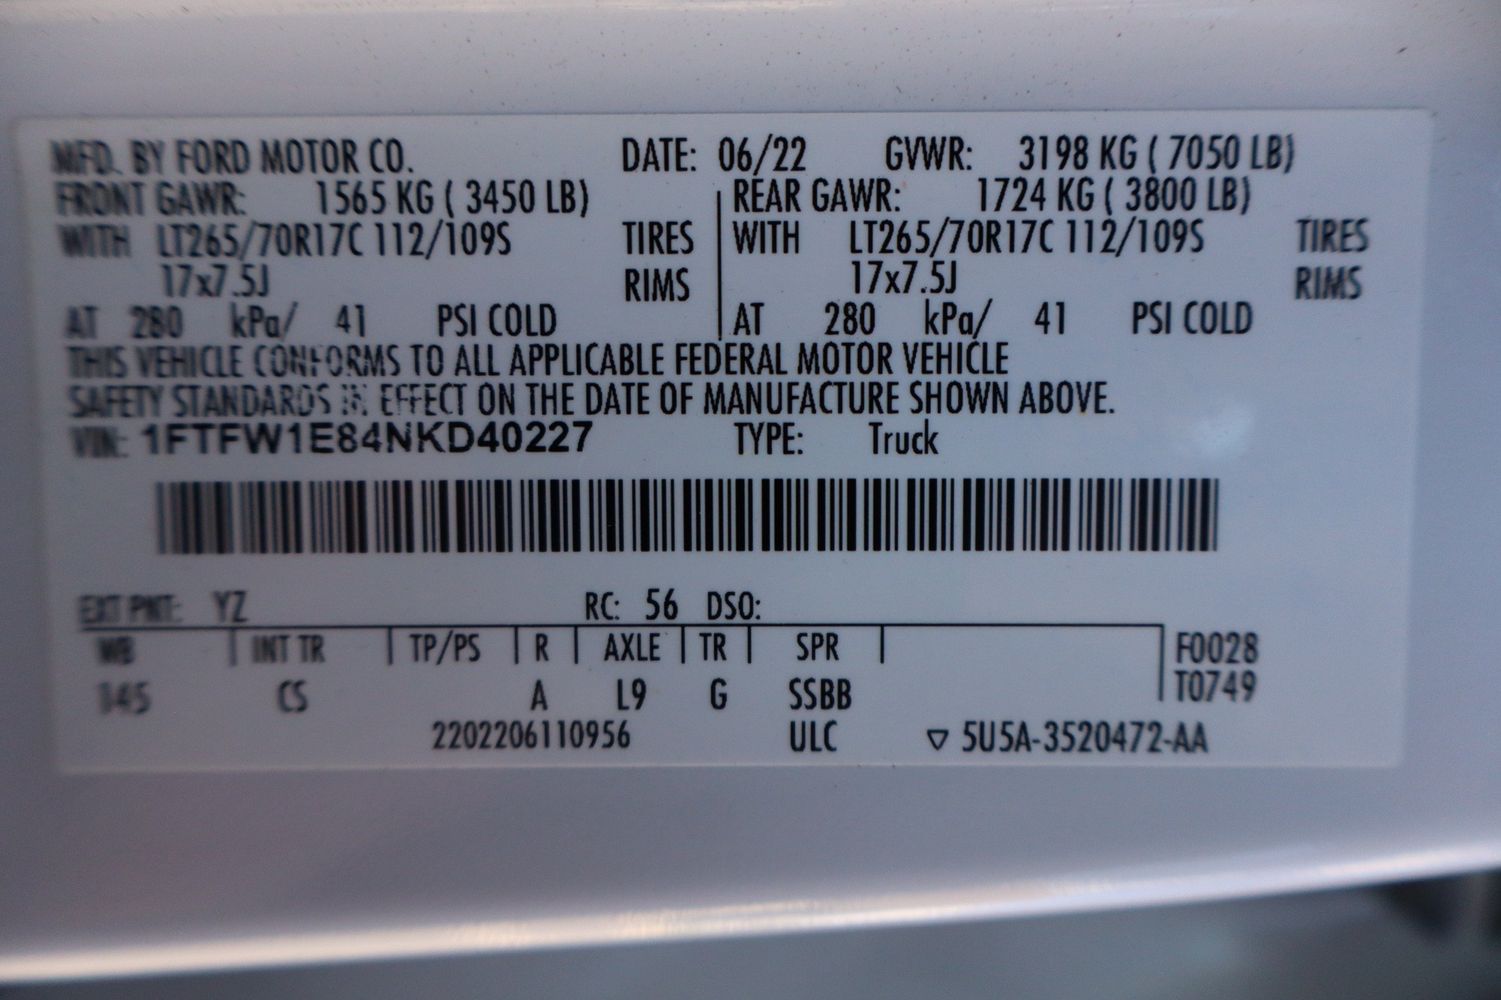 MFD. BY FORD MOTOR CO. DATE: 06/22 GVWR: 3198 KG ( 7050 LB)
FRONT GAWR: 1565 KG ( 3450 LB) REAR GAWR: 1724 KG ( 3800 LB)
WITH LT265/70R17C 112/109S TIRES WITH LT265/70R17C 112/109S TIRES
17x7.5J RIMS 17x7.5J RIMS
AT 280 kPa/ 41 PSI COLD AT 280 kPa/ 41 PSI COLD
THIS VEHICLE CONFORMS TO ALL APPLICABLE FEDERAL MOTOR VEHICLE
SAFETY STANDARDS IN EFFECT ON THE DATE OF MANUFACTURE SHOWN ABOVE.
VIN: 1FTFW1E84NKD40227 TYPE: Truck
EXT PNT: YZ RC: 56 DSO:
WB INT TR TP/PS R AXLE TR SPR F0028
145 CS A L9 G SSBB T0749
2202206110956 ULC ▽ 5U5A-3520472-AA